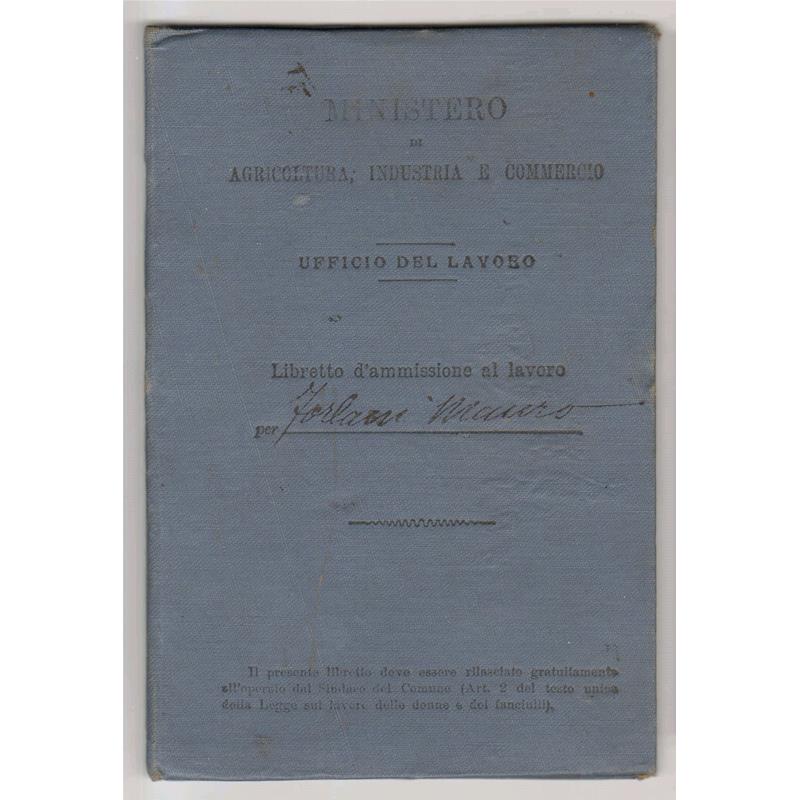 MINISTERO
DI
AGRICOLTURA, INDUSTRIA E COMMERCIO
UFFICIO DEL LAVORO
Libretto d'ammissione al lavoro
per Forlani Mauro
Il presente libretto deve essere rilasciato gratuitamente
all'operaio dal Sindaco del Comune (Art. 2 del testo unico
della Legge sul lavoro delle donne e dei fanciulli).